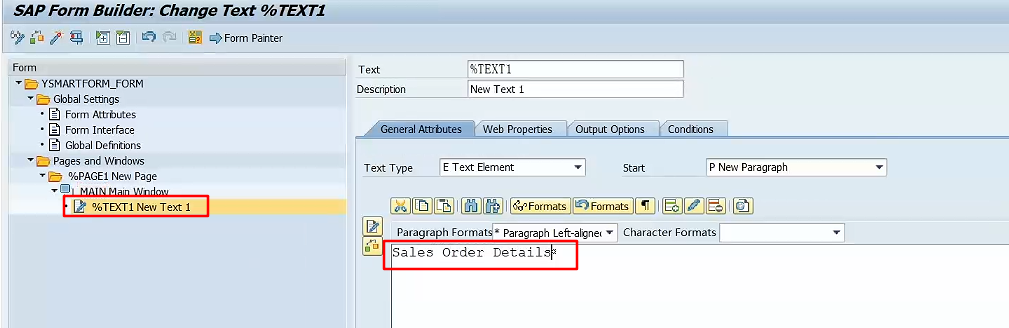 SAP Form Builder: Change Text %TEXT1
Form Painter
Form
YSMARTFORM_FORM
Global Settings
Form Attributes
Form Interface
Global Definitions
Pages and Windows
%PAGE1 New Page
MAIN Main Window
%TEXT1 New Text 1
Text %TEXT1
Description New Text 1
General Attributes Web Properties Output Options Conditions
Text Type E Text Element Start P New Paragraph
Formats Formats ¶
Paragraph Formats * Paragraph Left-aligned Character Formats
Sales Order Details